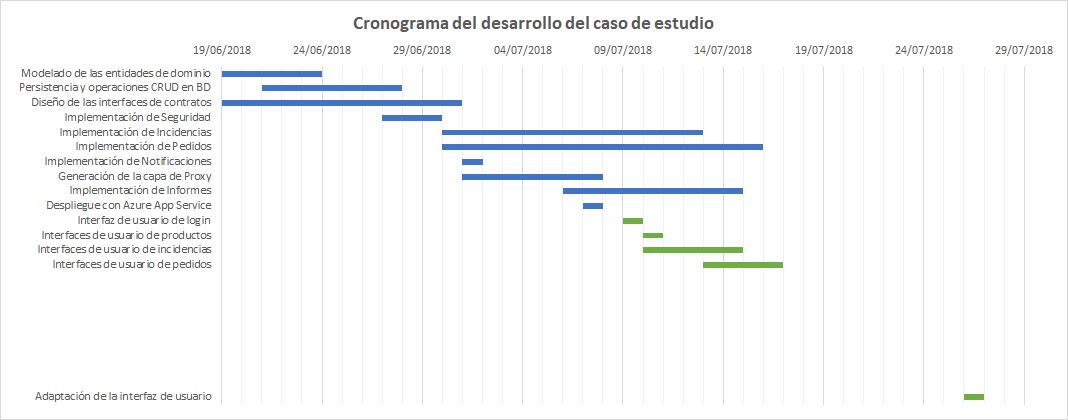 Cronograma del desarrollo del caso de estudio
19/06/2018 24/06/2018 29/06/2018 04/07/2018 09/07/2018 14/07/2018 19/07/2018 24/07/2018 29/07/2018
Modelado de las entidades de dominio
Persistencia y operaciones CRUD en BD
Diseño de las interfaces de contratos
Implementación de Seguridad
Implementación de Incidencias
Implementación de Pedidos
Implementación de Notificaciones
Generación de la capa de Proxy
Implementación de Informes
Despliegue con Azure App Service
Interfaz de usuario de login
Interfaces de usuario de productos
Interfaces de usuario de incidencias
Interfaces de usuario de pedidos
Adaptación de la interfaz de usuario